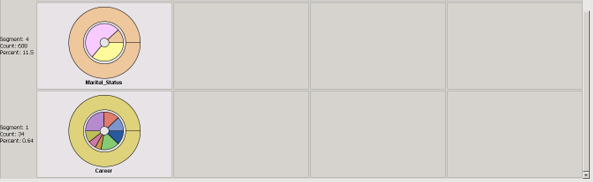 Segment: 4
Count: 600
Percent: 11.5
Marital_Status
Segment: 1
Count: 34
Percent: 0.64
Career